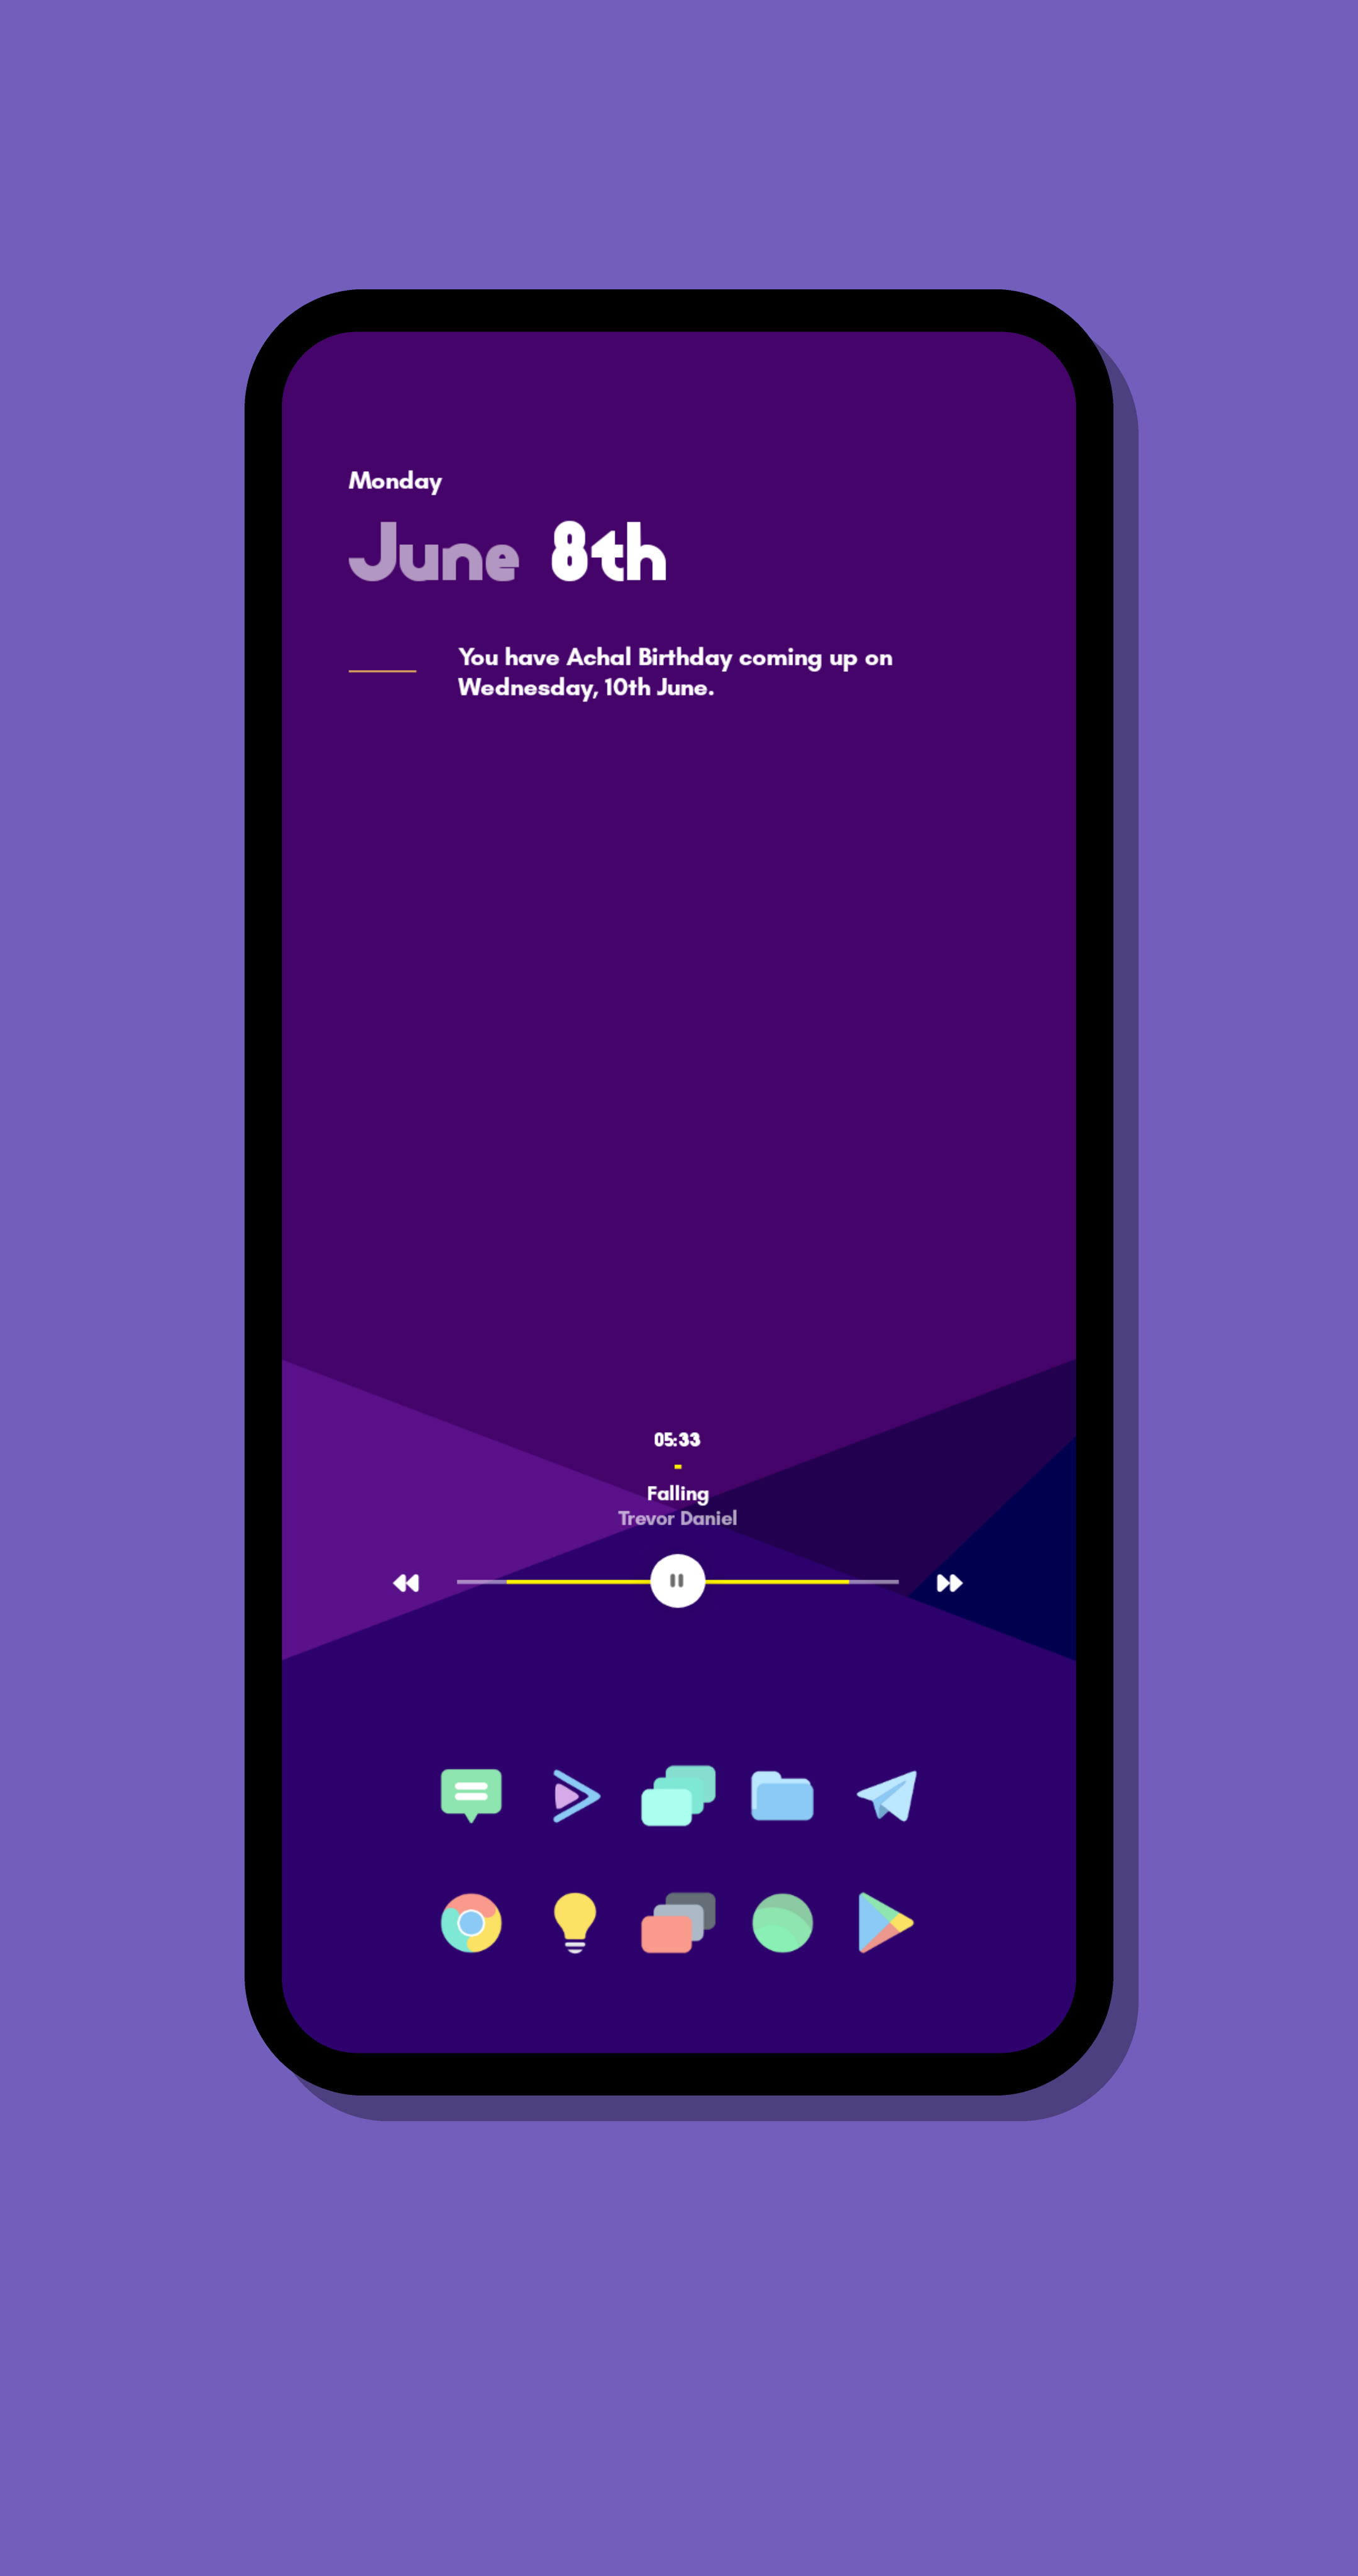 Monday
June 8th
You have Achal Birthday coming up on
Wednesday, 10th June.
05:33
-
Falling
Trevor Daniel